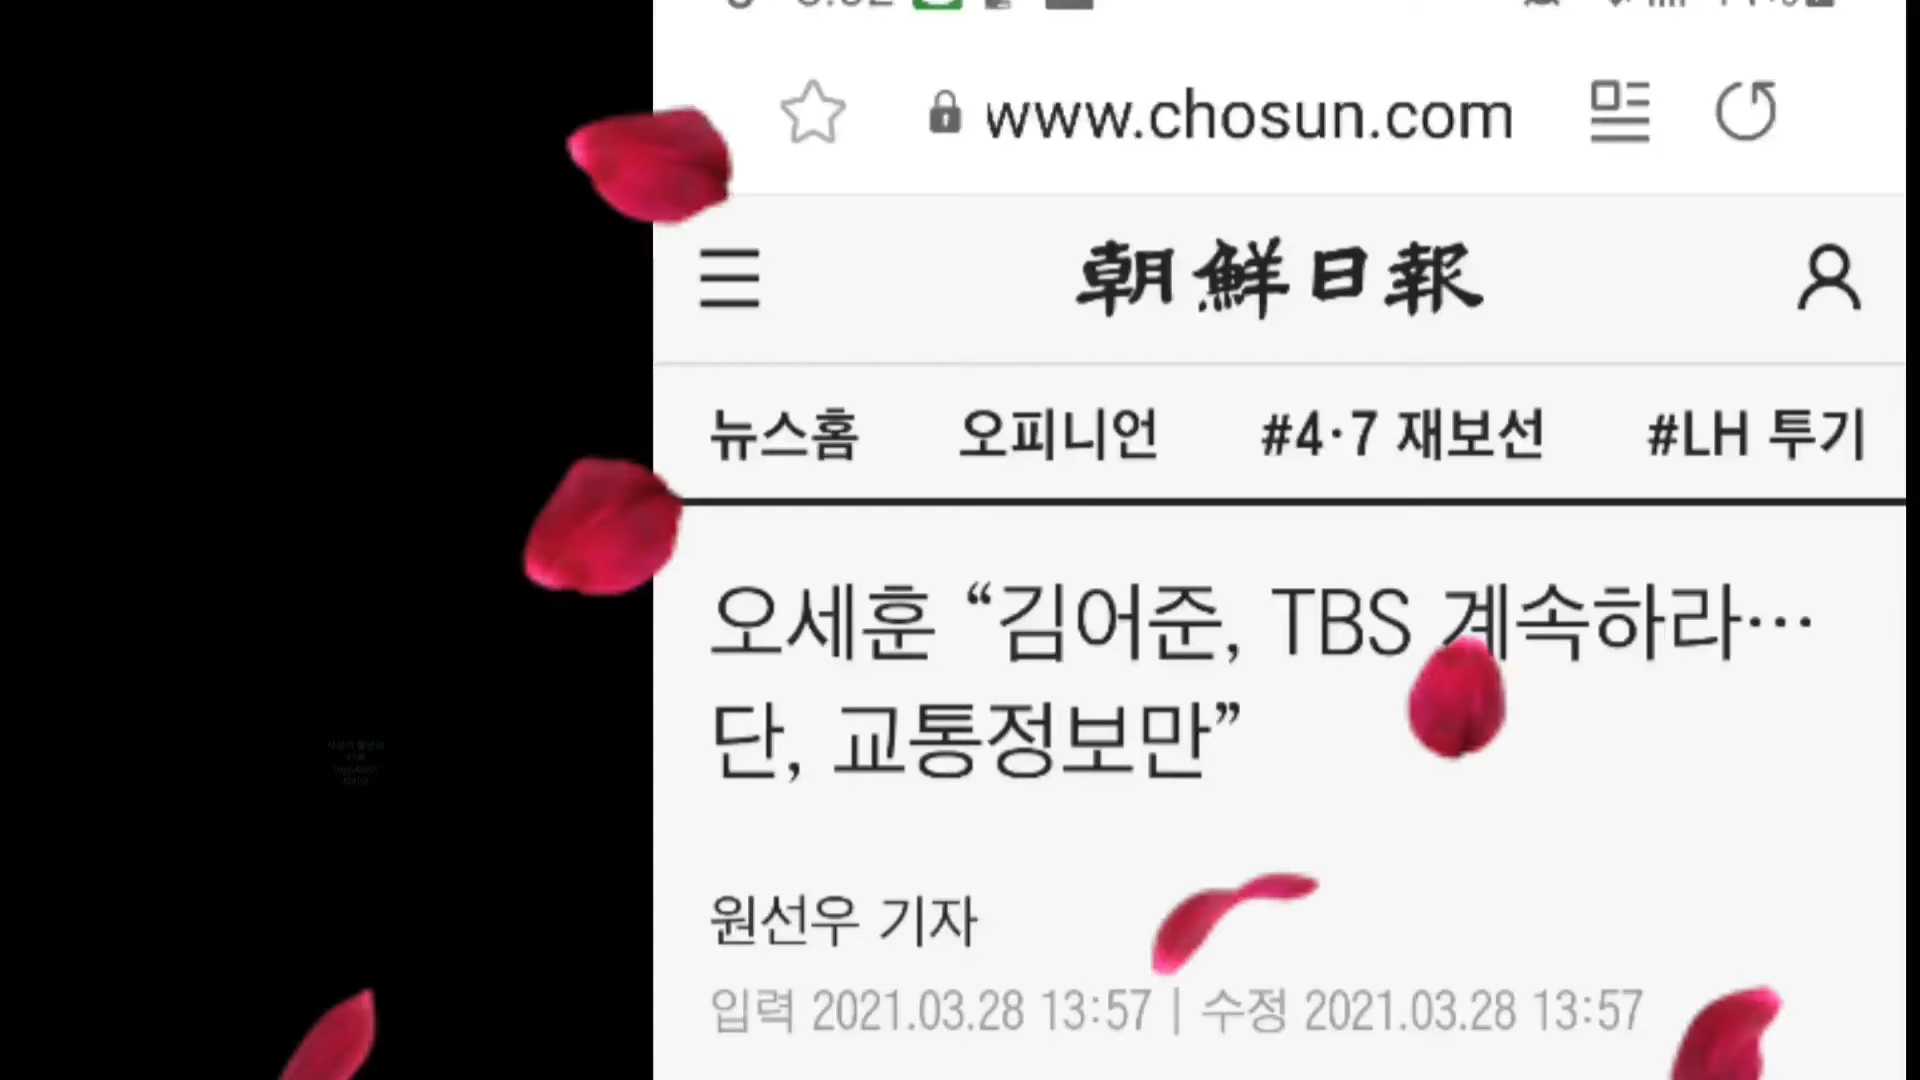 www.chosun.com
朝鮮日報
뉴스홈 오피니언 #4·7 재보선 #LH 투기
오세훈 “김어준, TBS 계속하라…
단, 교통정보만”
원선우 기자
입력 2021.03.28 13:57 | 수정 2021.03.28 13:57